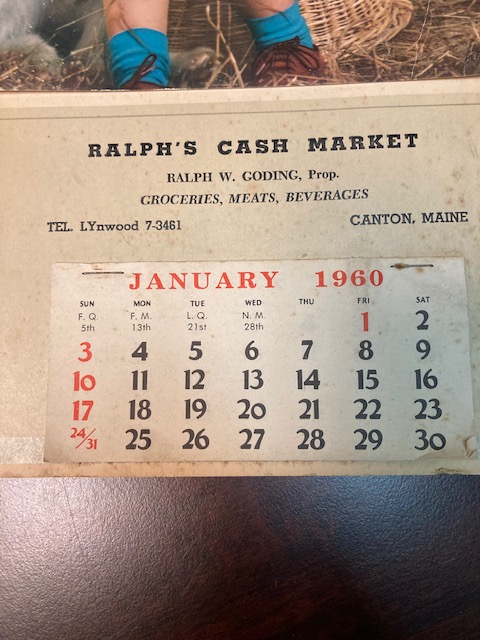 RALPH'S CASH MARKET
RALPH W. GODING, Prop.
GROCERIES, MEATS, BEVERAGES
TEL. LYnwood 7-3461 CANTON, MAINE
JANUARY 1960
SUN MON TUE WED THU FRI SAT
F. Q. F. M. L. Q. N. M. 1 2
5th 13th 21st 28th
3 4 5 6 7 8 9
10 11 12 13 14 15 16
17 18 19 20 21 22 23
24/31 25 26 27 28 29 30